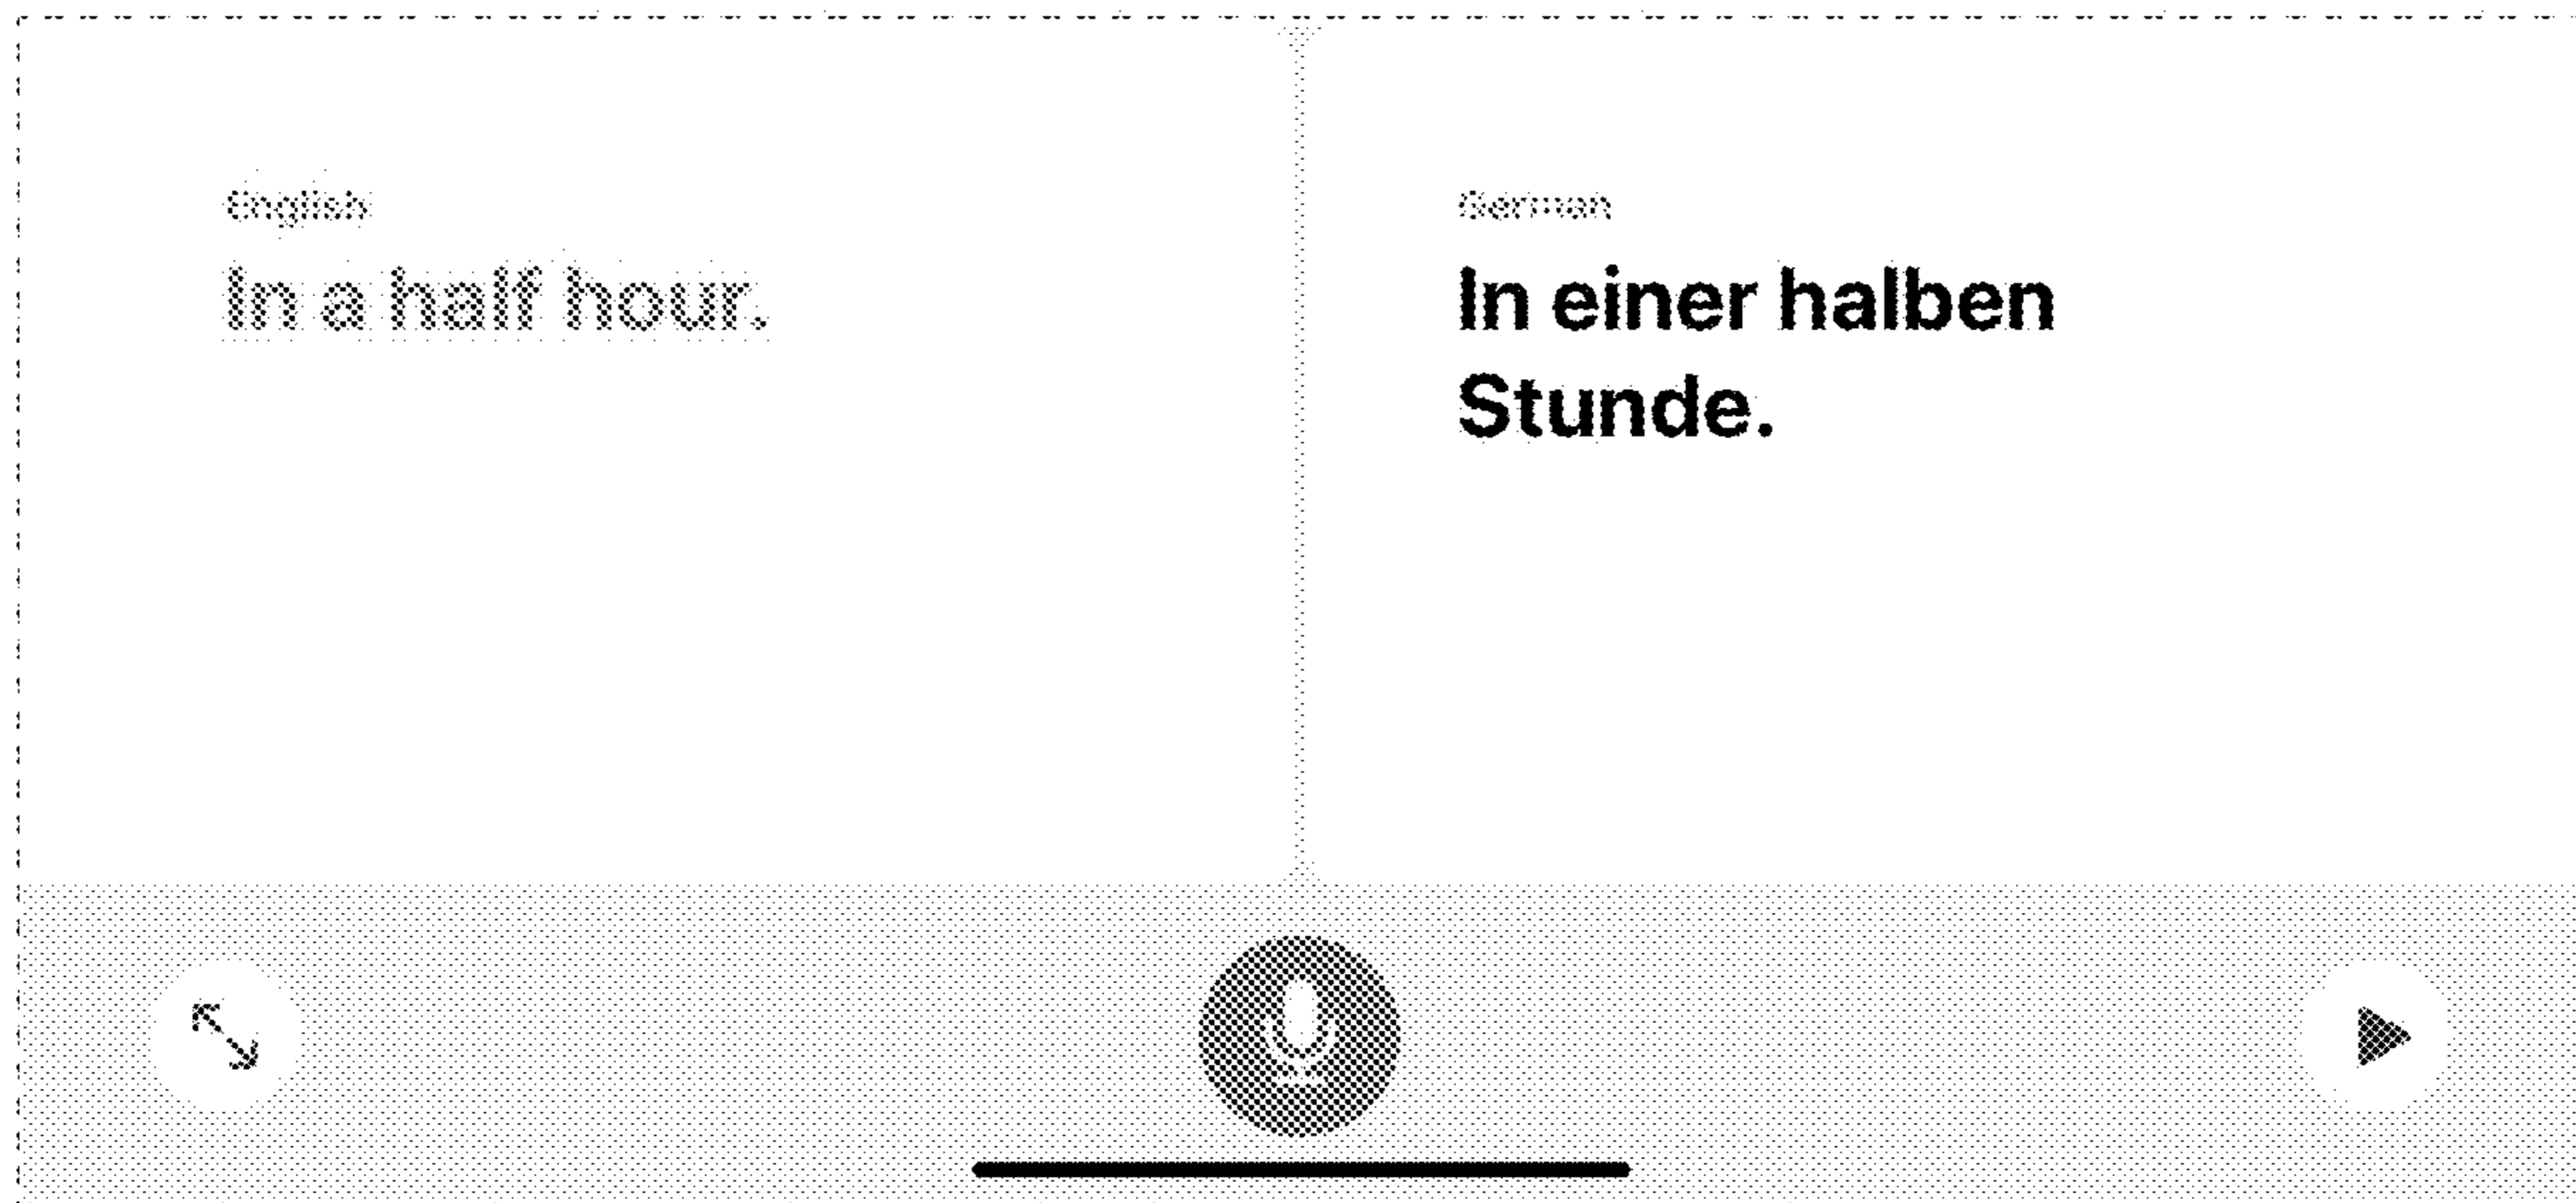 English
In a half hour.
German
In einer halben
Stunde.